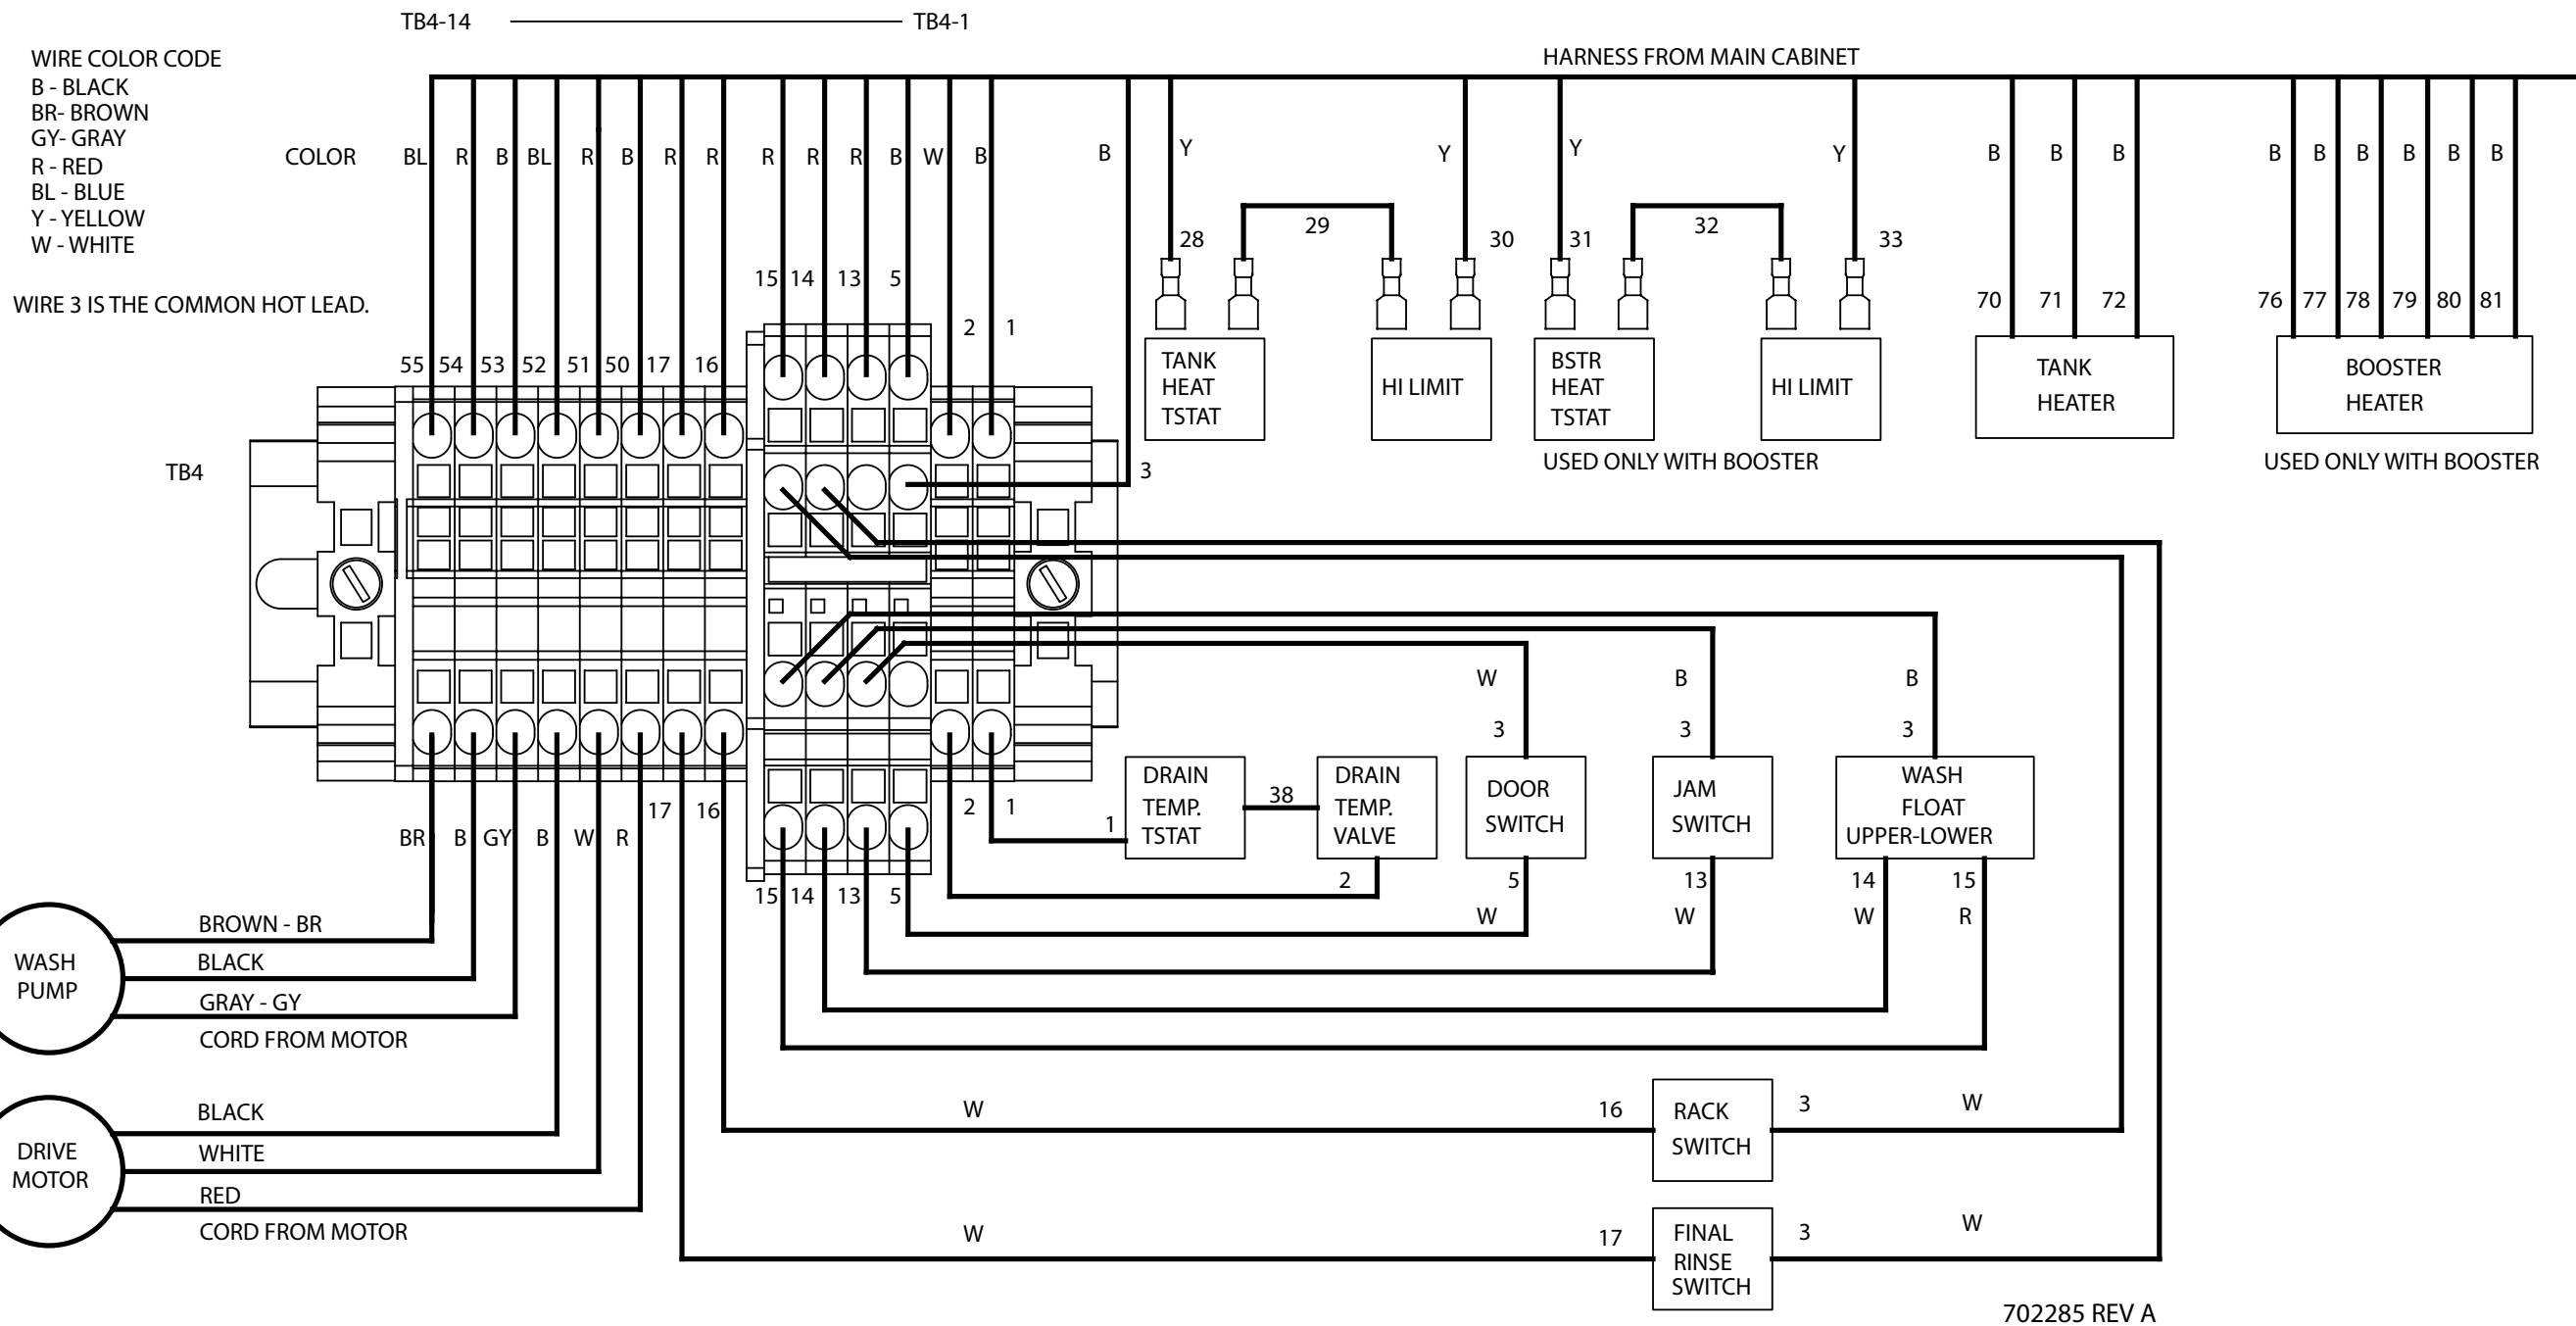 TB4-14 TB4-1
WIRE COLOR CODE
B - BLACK
BR- BROWN
GY- GRAY
R - RED
BL - BLUE
Y - YELLOW
W - WHITE
WIRE 3 IS THE COMMON HOT LEAD.
HARNESS FROM MAIN CABINET
COLOR BL R B BL R B R R R R R B W B B Y Y Y Y B B B B B B B B B
28 29 30 31 32 33
15 14 13 5
2 1
70 71 72 76 77 78 79 80 81
55 54 53 52 51 50 17 16
TANK
HEAT
TSTAT
HI LIMIT
BSTR
HEAT
TSTAT
HI LIMIT
USED ONLY WITH BOOSTER
TANK
HEATER
BOOSTER
HEATER
USED ONLY WITH BOOSTER
TB4
3
W B B
3 3 3
17 16
2 1
BR B GY B W R
15 14 13 5
1
DRAIN
TEMP.
TSTAT
38
DRAIN
TEMP.
VALVE
DOOR
SWITCH
JAM
SWITCH
WASH
FLOAT
UPPER-LOWER
2 5 13 14 15
W W W R
WASH
PUMP
BROWN - BR
BLACK
GRAY - GY
CORD FROM MOTOR
DRIVE
MOTOR
BLACK
WHITE
RED
CORD FROM MOTOR
W 16
RACK
SWITCH
3 W
W 17
FINAL
RINSE
SWITCH
3 W
702285 REV A